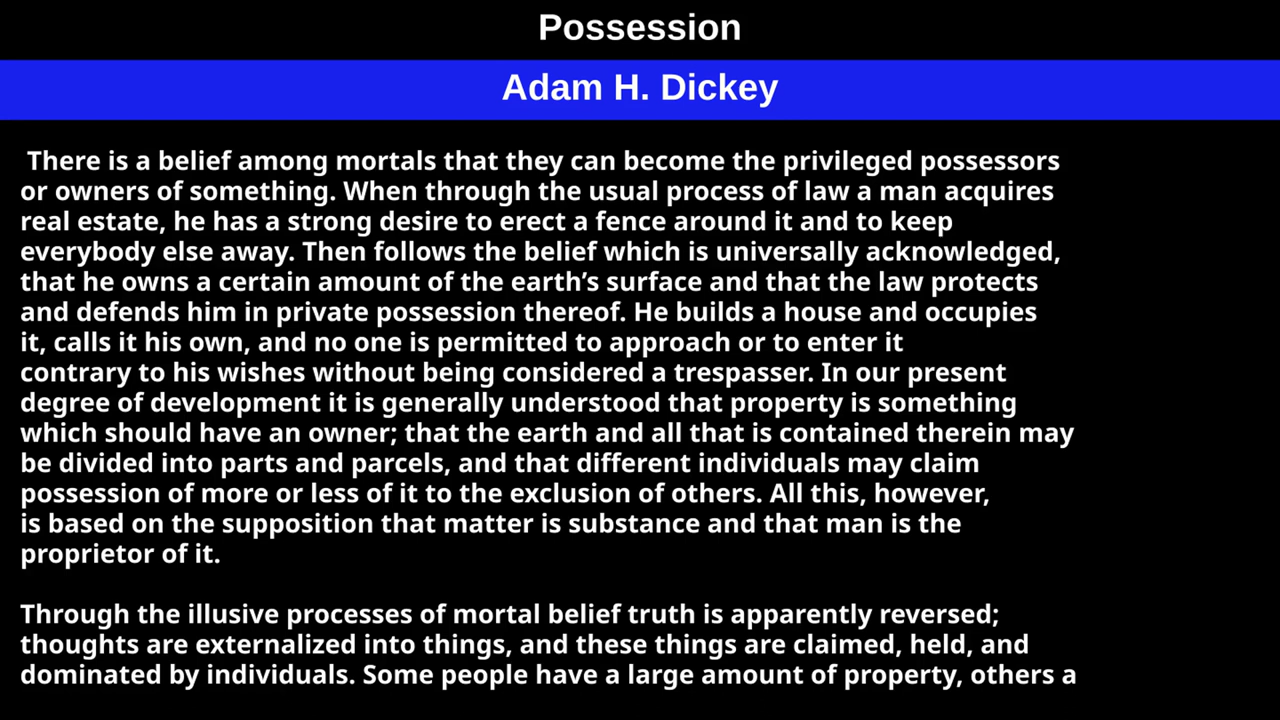 Possession
Adam H. Dickey
There is a belief among mortals that they can become the privileged possessors
or owners of something. When through the usual process of law a man acquires
real estate, he has a strong desire to erect a fence around it and to keep
everybody else away. Then follows the belief which is universally acknowledged,
that he owns a certain amount of the earth’s surface and that the law protects
and defends him in private possession thereof. He builds a house and occupies
it, calls it his own, and no one is permitted to approach or to enter it
contrary to his wishes without being considered a trespasser. In our present
degree of development it is generally understood that property is something
which should have an owner; that the earth and all that is contained therein may
be divided into parts and parcels, and that different individuals may claim
possession of more or less of it to the exclusion of others. All this, however,
is based on the supposition that matter is substance and that man is the
proprietor of it.
Through the illusive processes of mortal belief truth is apparently reversed;
thoughts are externalized into things, and these things are claimed, held, and
dominated by individuals. Some people have a large amount of property, others a